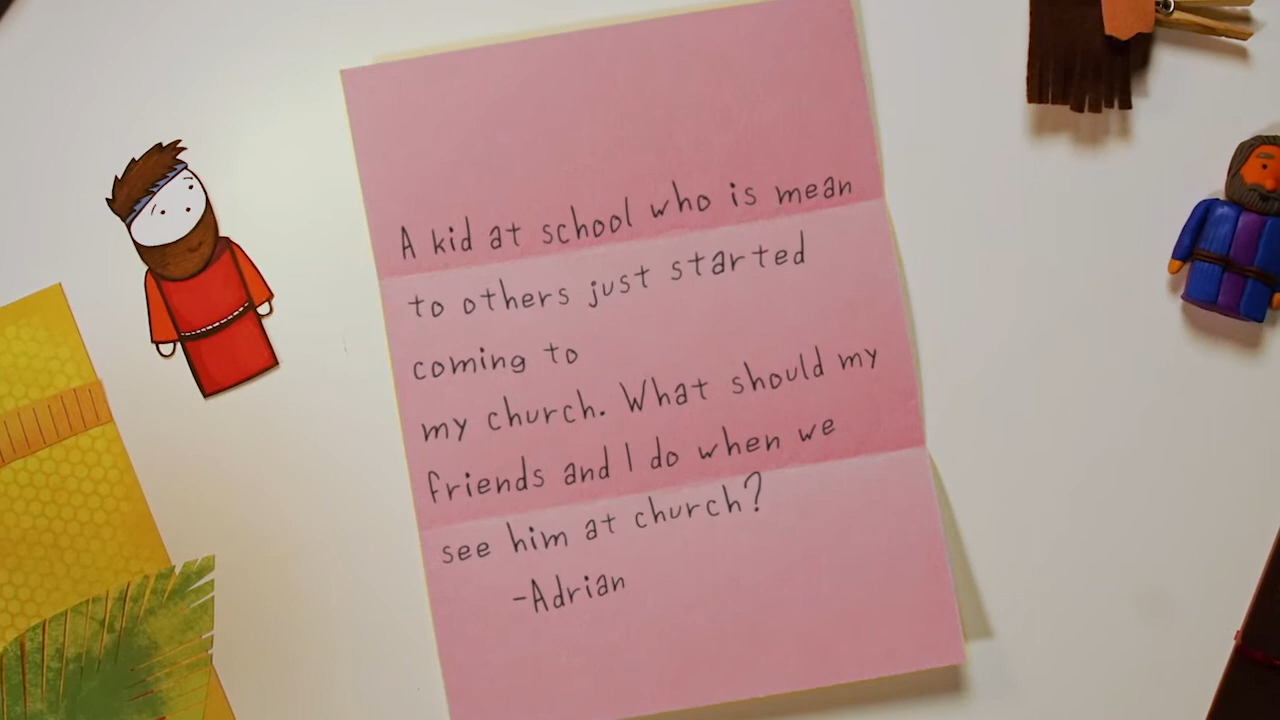 A kid at school who is mean
to others just started
coming to
my church. What should my
friends and I do when we
see him at church?
-Adrian